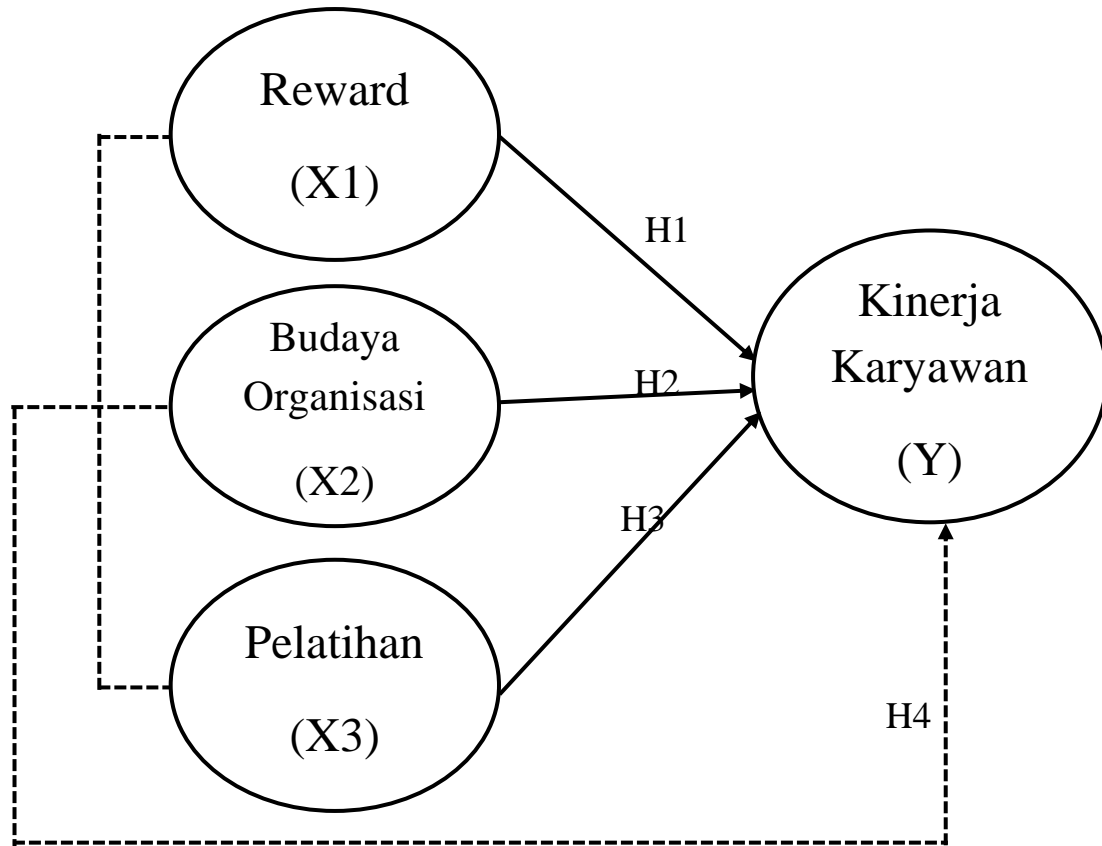 Reward
(X1)
H1
Budaya
Organisasi
(X2)
H2
Kinerja
Karyawan
(Y)
H3
Pelatihan
(X3)
H4